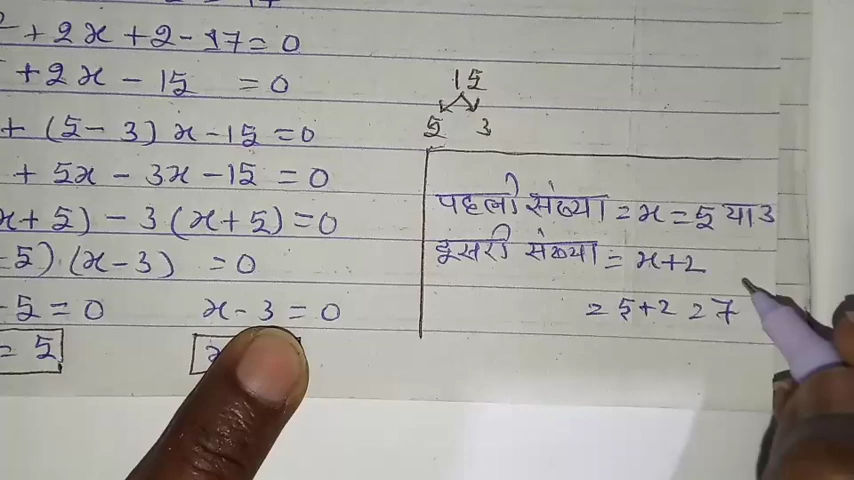 ² + 2x + 2 - 17 = 0
+ 2x - 15 = 0
+ (5 - 3) x - 15 = 0
+ 5x - 3x - 15 = 0
x + 5) - 3 (x + 5) = 0
= 5) (x - 3) = 0
- 5 = 0 x - 3 = 0
= 5
15
5 3
पहली संख्या = x = 5 या 3
दूसरी संख्या = x + 2
= 5 + 2 = 7